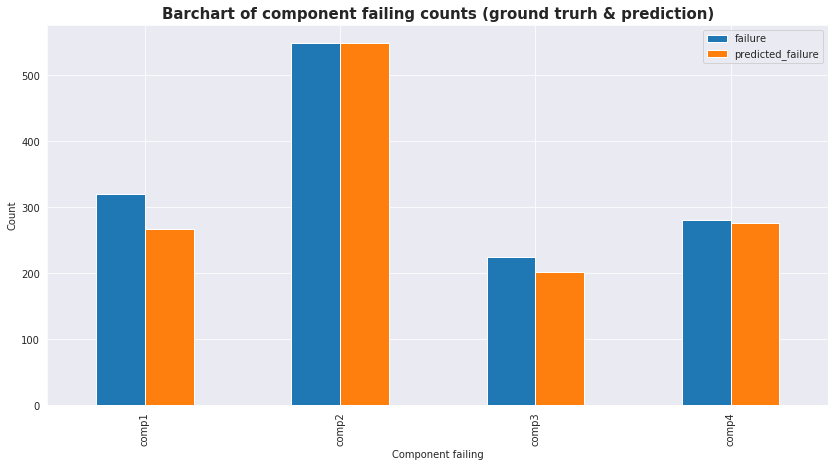 Barchart of component failing counts (ground trurh & prediction)
failure
predicted_failure
Count
500
400
300
200
100
0
comp1
comp2
comp3
comp4
Component failing